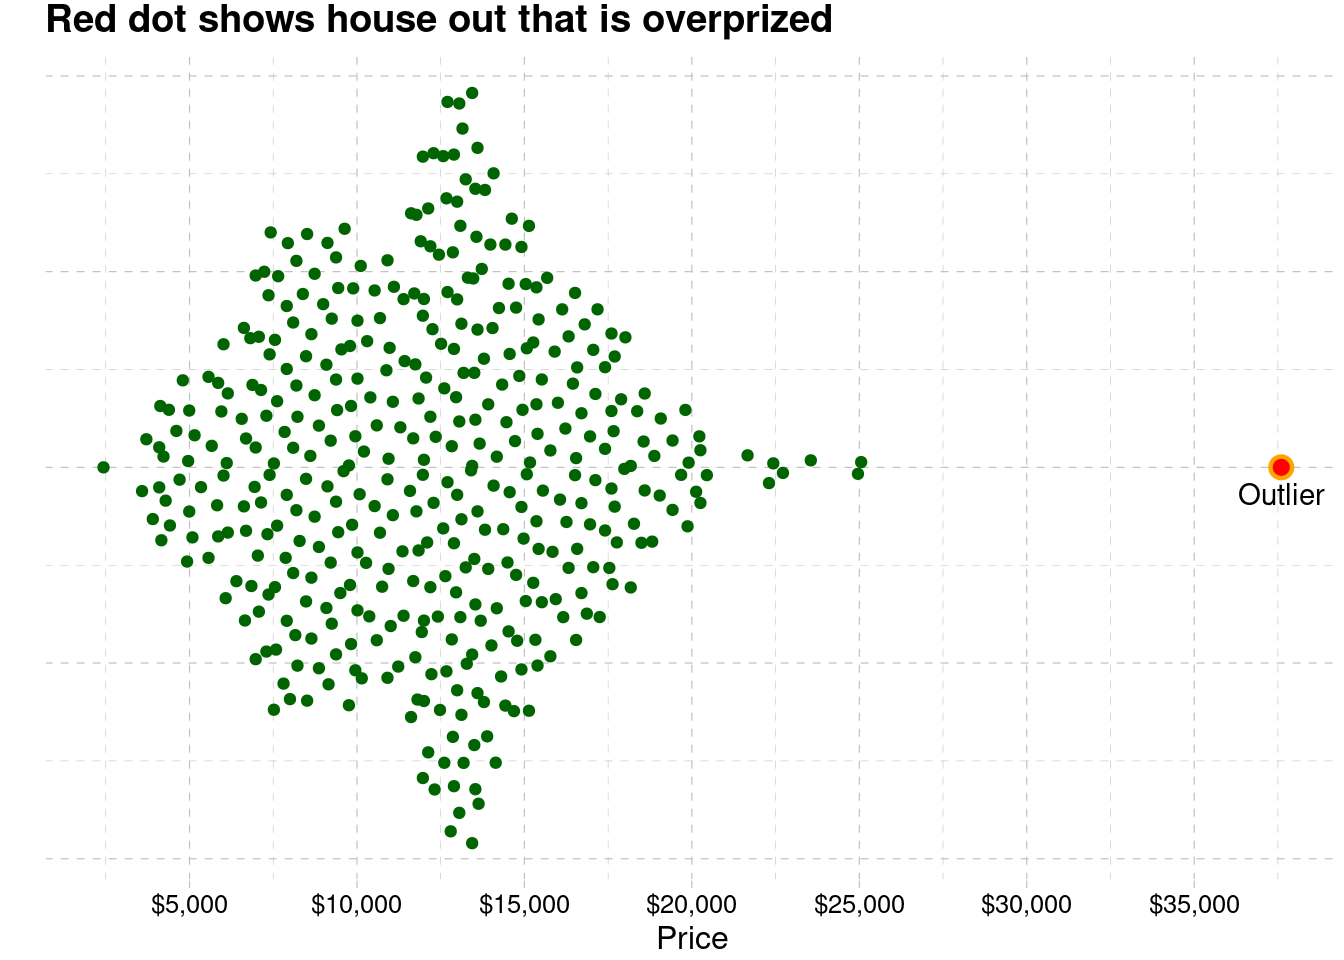 Red dot shows house out that is overprized
Outlier
$5,000 $10,000 $15,000 $20,000 $25,000 $30,000 $35,000
Price